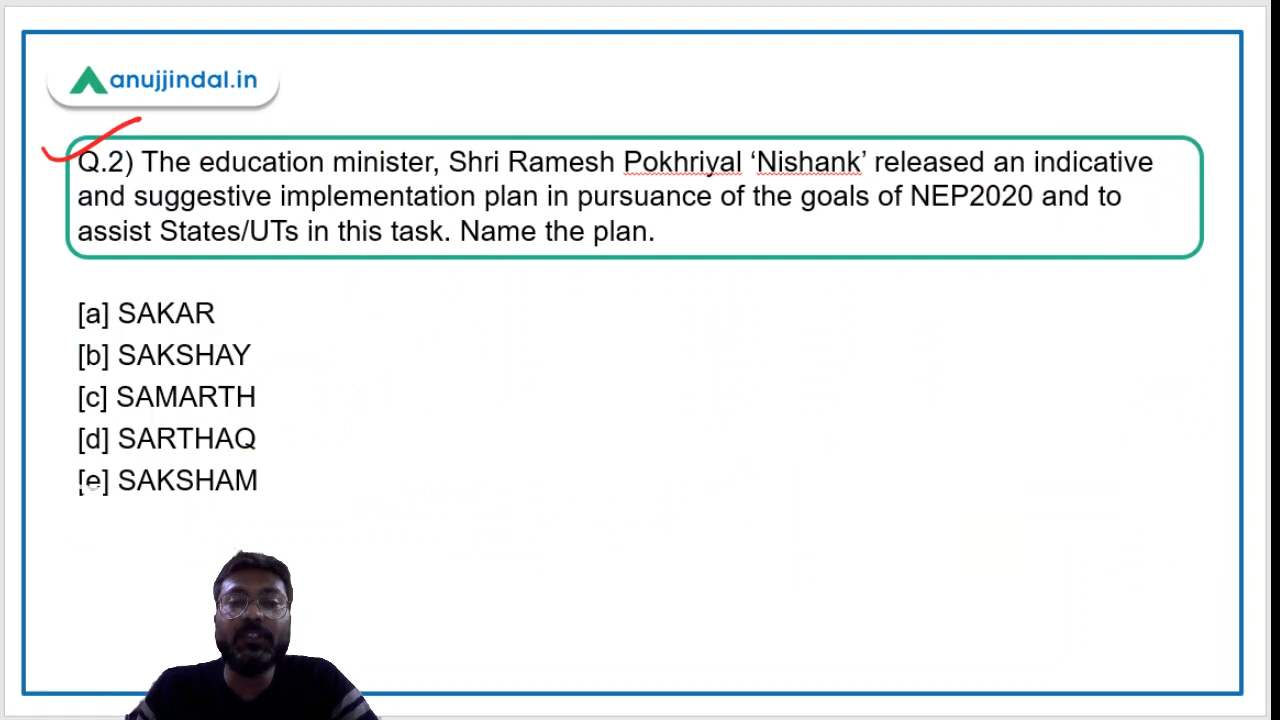 anujjindal.in
Q.2) The education minister, Shri Ramesh Pokhriyal ‘Nishank’ released an indicative
and suggestive implementation plan in pursuance of the goals of NEP2020 and to
assist States/UTs in this task. Name the plan.
[a] SAKAR
[b] SAKSHAY
[c] SAMARTH
[d] SARTHAQ
[e] SAKSHAM